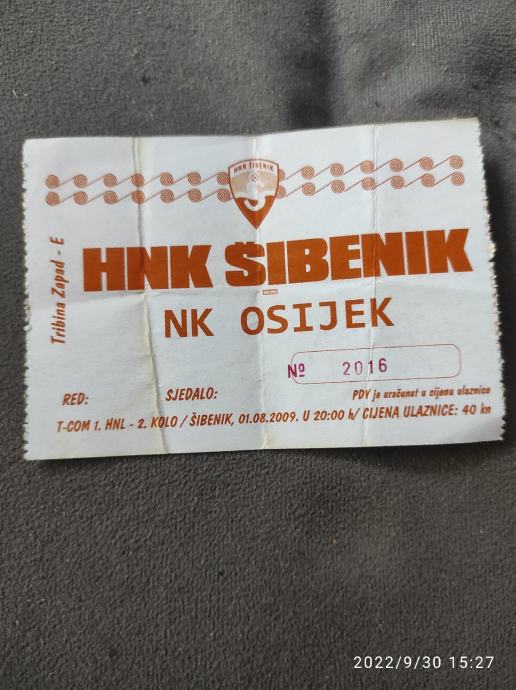 HNK ŠIBENIK
Tribina Zapad - E
HNK ŠIBENIK
NK OSIJEK
Nº 2016
RED: SJEDALO: PDV je uračunat u cijenu ulaznice
T-COM 1. HNL - 2. KOLO / ŠIBENIK, 01.08.2009. U 20:00 h/ CIJENA ULAZNICE: 40 kn
2022/9/30 15:27